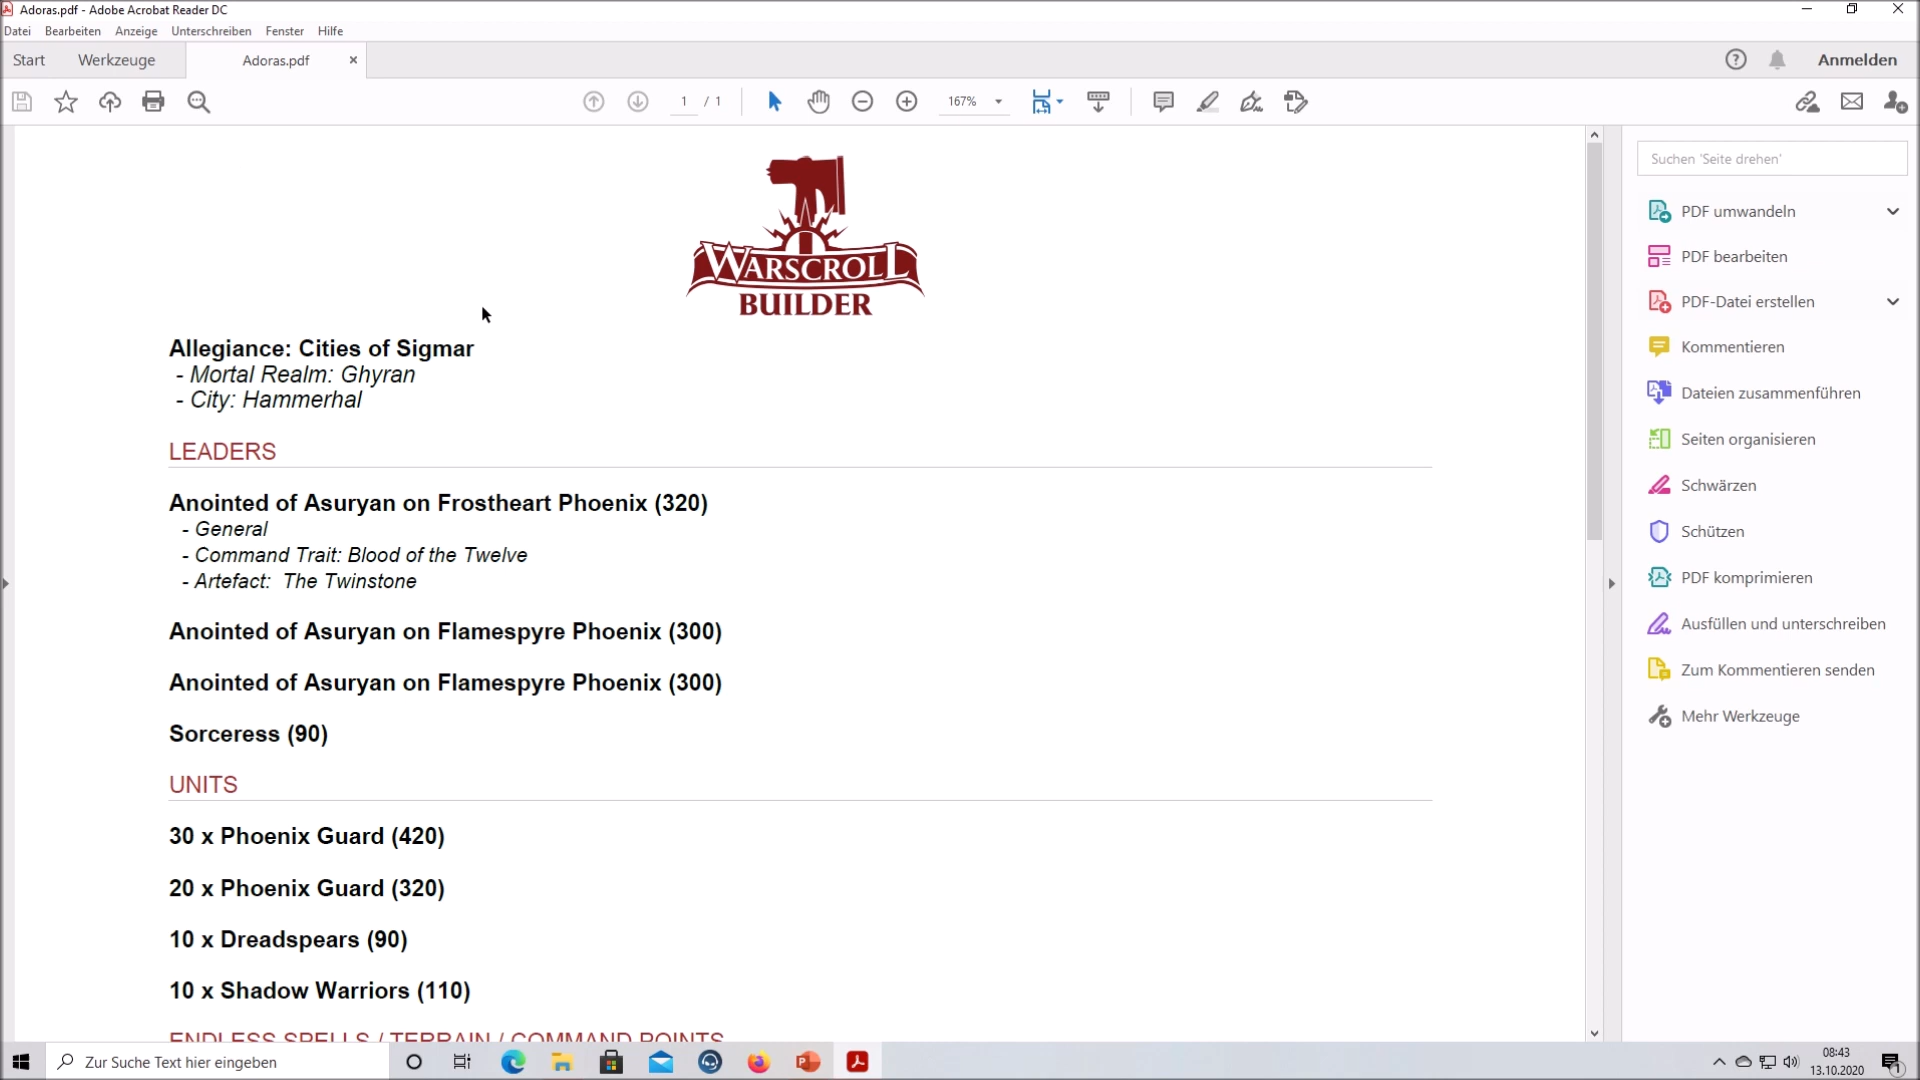 Adoras.pdf - Adobe Acrobat Reader DC
Datei Bearbeiten Anzeige Unterschreiben Fenster Hilfe
Start Werkzeuge Adoras.pdf Anmelden
1 / 1 167%
WARSCROLL
BUILDER
Allegiance: Cities of Sigmar
- Mortal Realm: Ghyran
- City: Hammerhal
LEADERS
Anointed of Asuryan on Frostheart Phoenix (320)
- General
- Command Trait: Blood of the Twelve
- Artefact: The Twinstone
Anointed of Asuryan on Flamespyre Phoenix (300)
Anointed of Asuryan on Flamespyre Phoenix (300)
Sorceress (90)
UNITS
30 x Phoenix Guard (420)
20 x Phoenix Guard (320)
10 x Dreadspears (90)
10 x Shadow Warriors (110)
ENDLESS SPELLS / TERRAIN / COMMAND POINTS
Suchen 'Seite drehen'
PDF umwandeln
PDF bearbeiten
PDF-Datei erstellen
Kommentieren
Dateien zusammenführen
Seiten organisieren
Schwärzen
Schützen
PDF komprimieren
Ausfüllen und unterschreiben
Zum Kommentieren senden
Mehr Werkzeuge
Zur Suche Text hier eingeben
08:43
13.10.2020
1